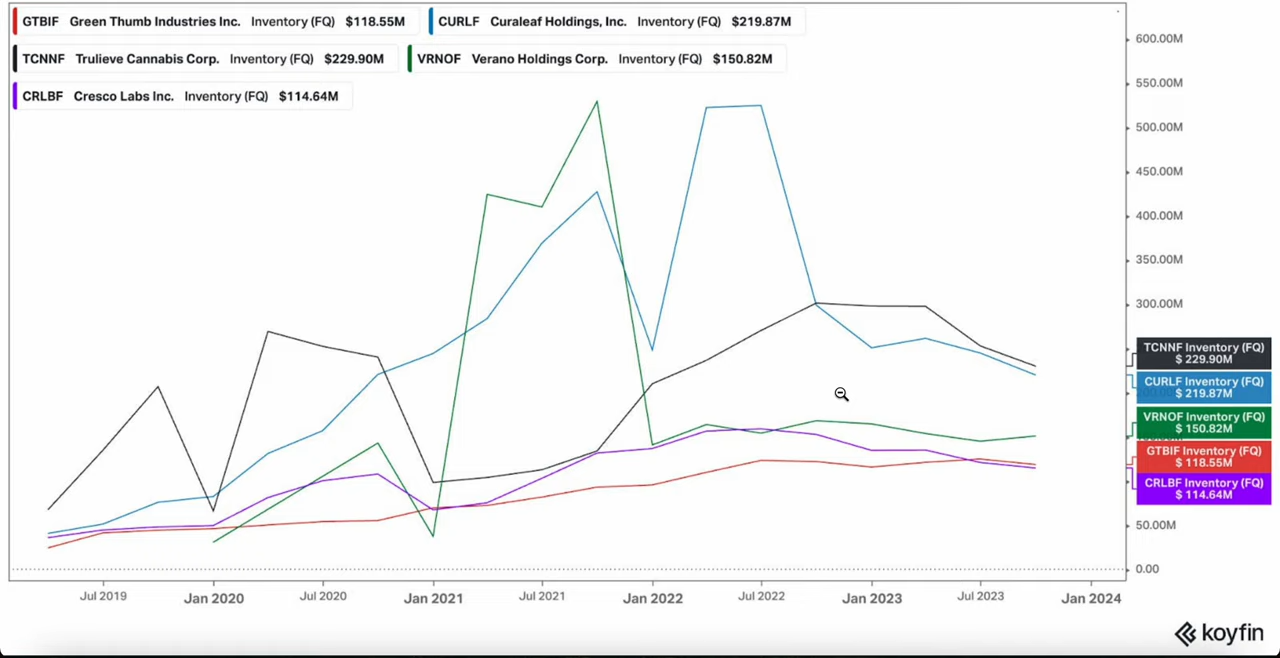 GTBIF Green Thumb Industries Inc. Inventory (FQ) $118.55M
CURLF Curaleaf Holdings, Inc. Inventory (FQ) $219.87M
TCNNF Trulieve Cannabis Corp. Inventory (FQ) $229.90M
VRNOF Verano Holdings Corp. Inventory (FQ) $150.82M
CRLBF Cresco Labs Inc. Inventory (FQ) $114.64M
600.00M
550.00M
500.00M
450.00M
400.00M
350.00M
300.00M
TCNNF Inventory (FQ)
$ 229.90M
CURLF Inventory (FQ)
$ 219.87M
VRNOF Inventory (FQ)
$ 150.82M
GTBIF Inventory (FQ)
$ 118.55M
CRLBF Inventory (FQ)
$ 114.64M
50.00M
0.00
Jul 2019 Jan 2020 Jul 2020 Jan 2021 Jul 2021 Jan 2022 Jul 2022 Jan 2023 Jul 2023 Jan 2024
koyfin